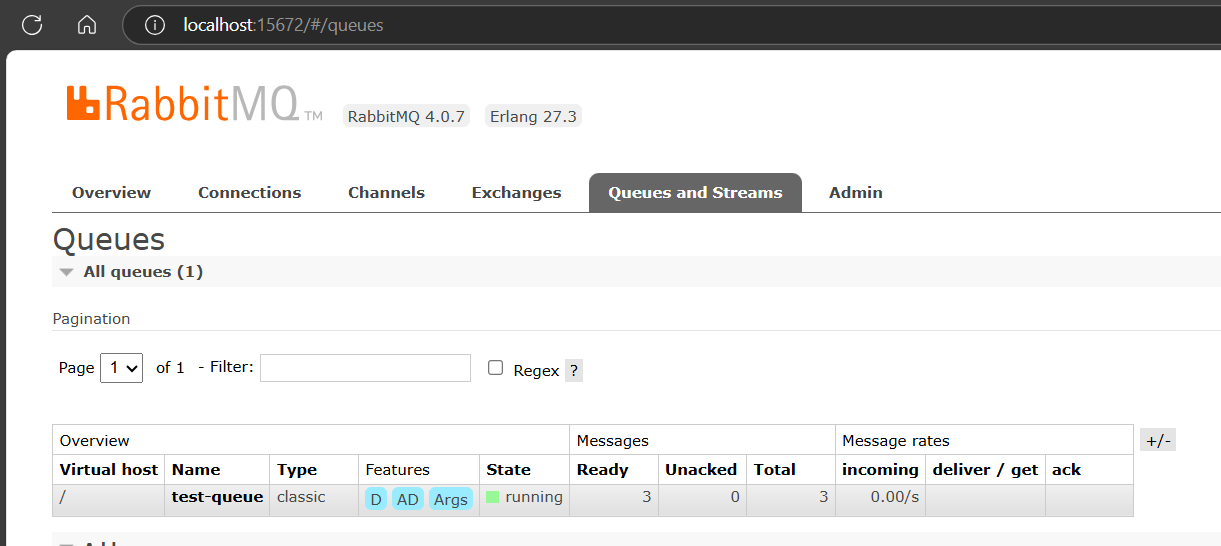 localhost:15672/#/queues
RabbitMQ TM RabbitMQ 4.0.7 Erlang 27.3
Overview Connections Channels Exchanges Queues and Streams Admin
Queues
All queues (1)
Pagination
Page 1 of 1 - Filter: Regex ?
Overview Messages Message rates +/-
Virtual host Name Type Features State Ready Unacked Total incoming deliver / get ack
/ test-queue classic D AD Args running 3 0 3 0.00/s